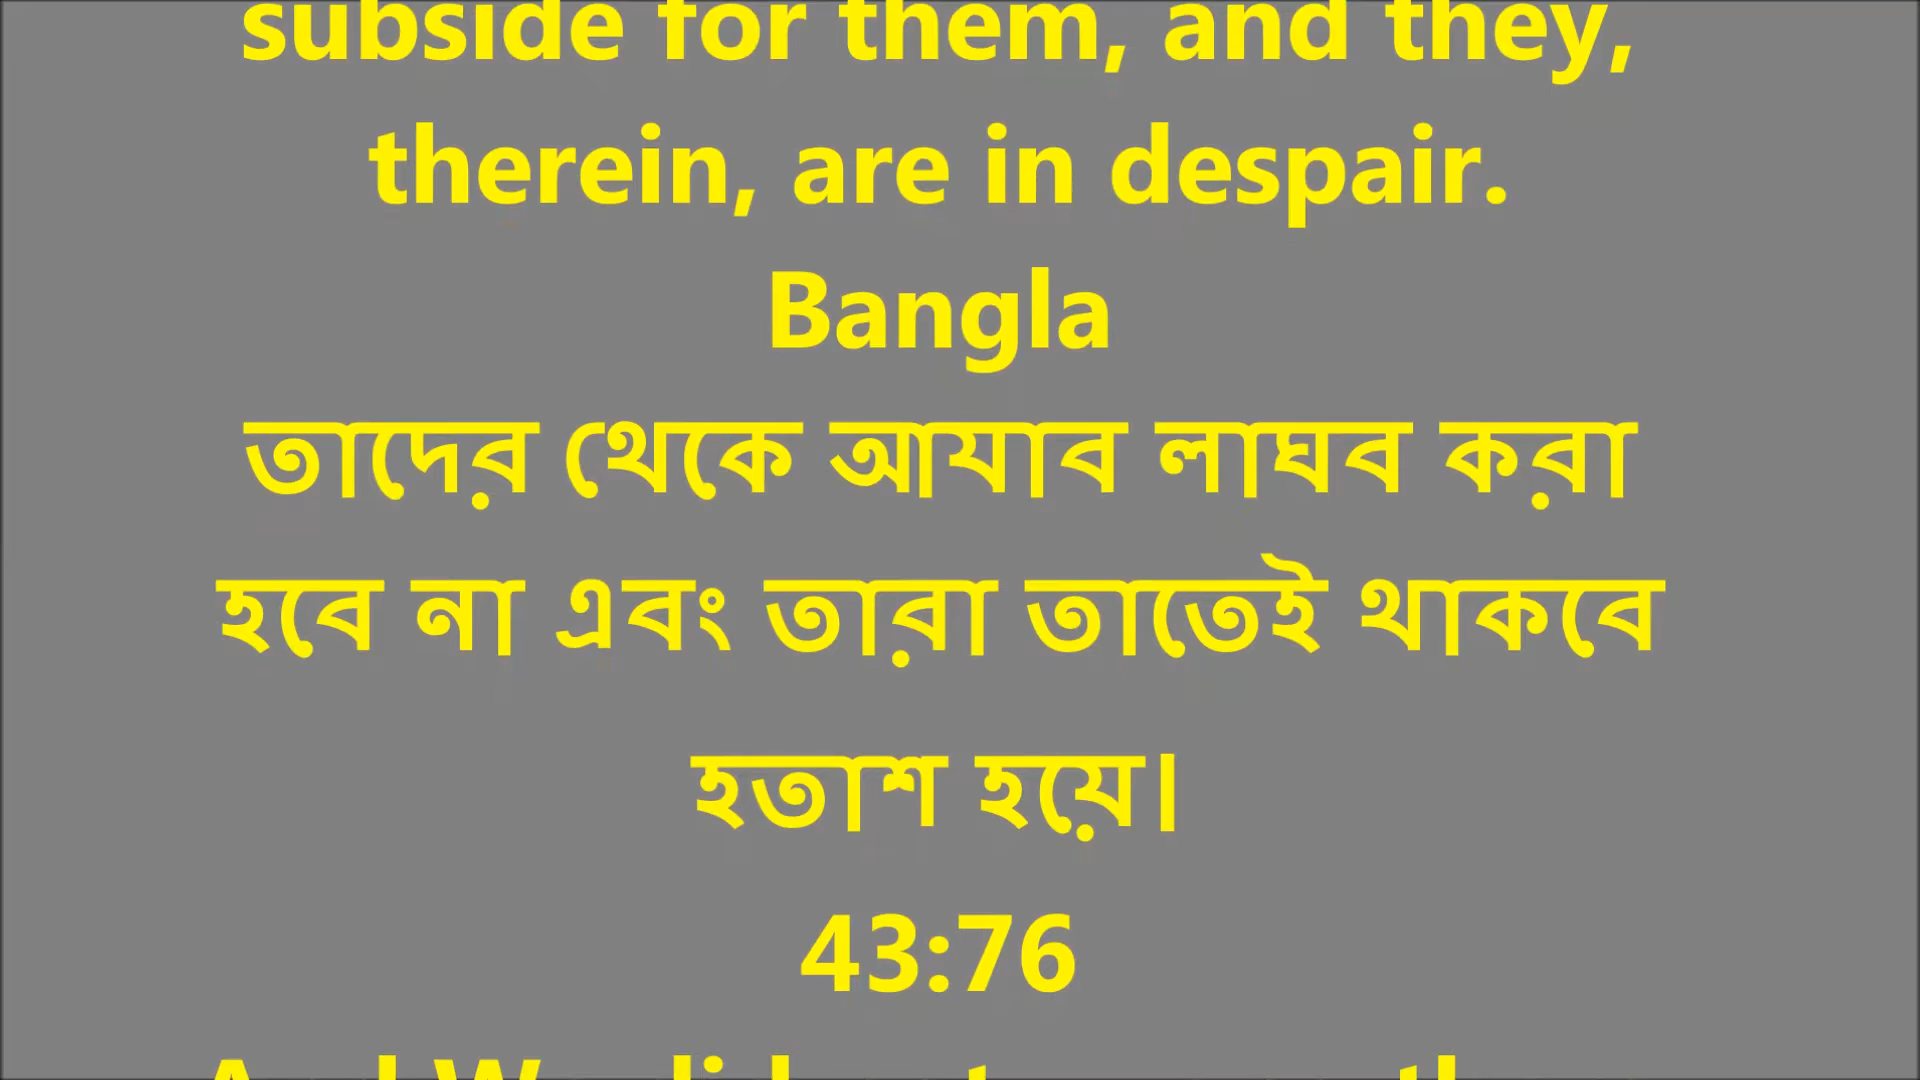 subside for them, and they,
therein, are in despair.
Bangla
তাদের থেকে আযাব লাঘব করা
হবে না এবং তারা তাতেই থাকবে
হতাশ হয়ে।
43:76